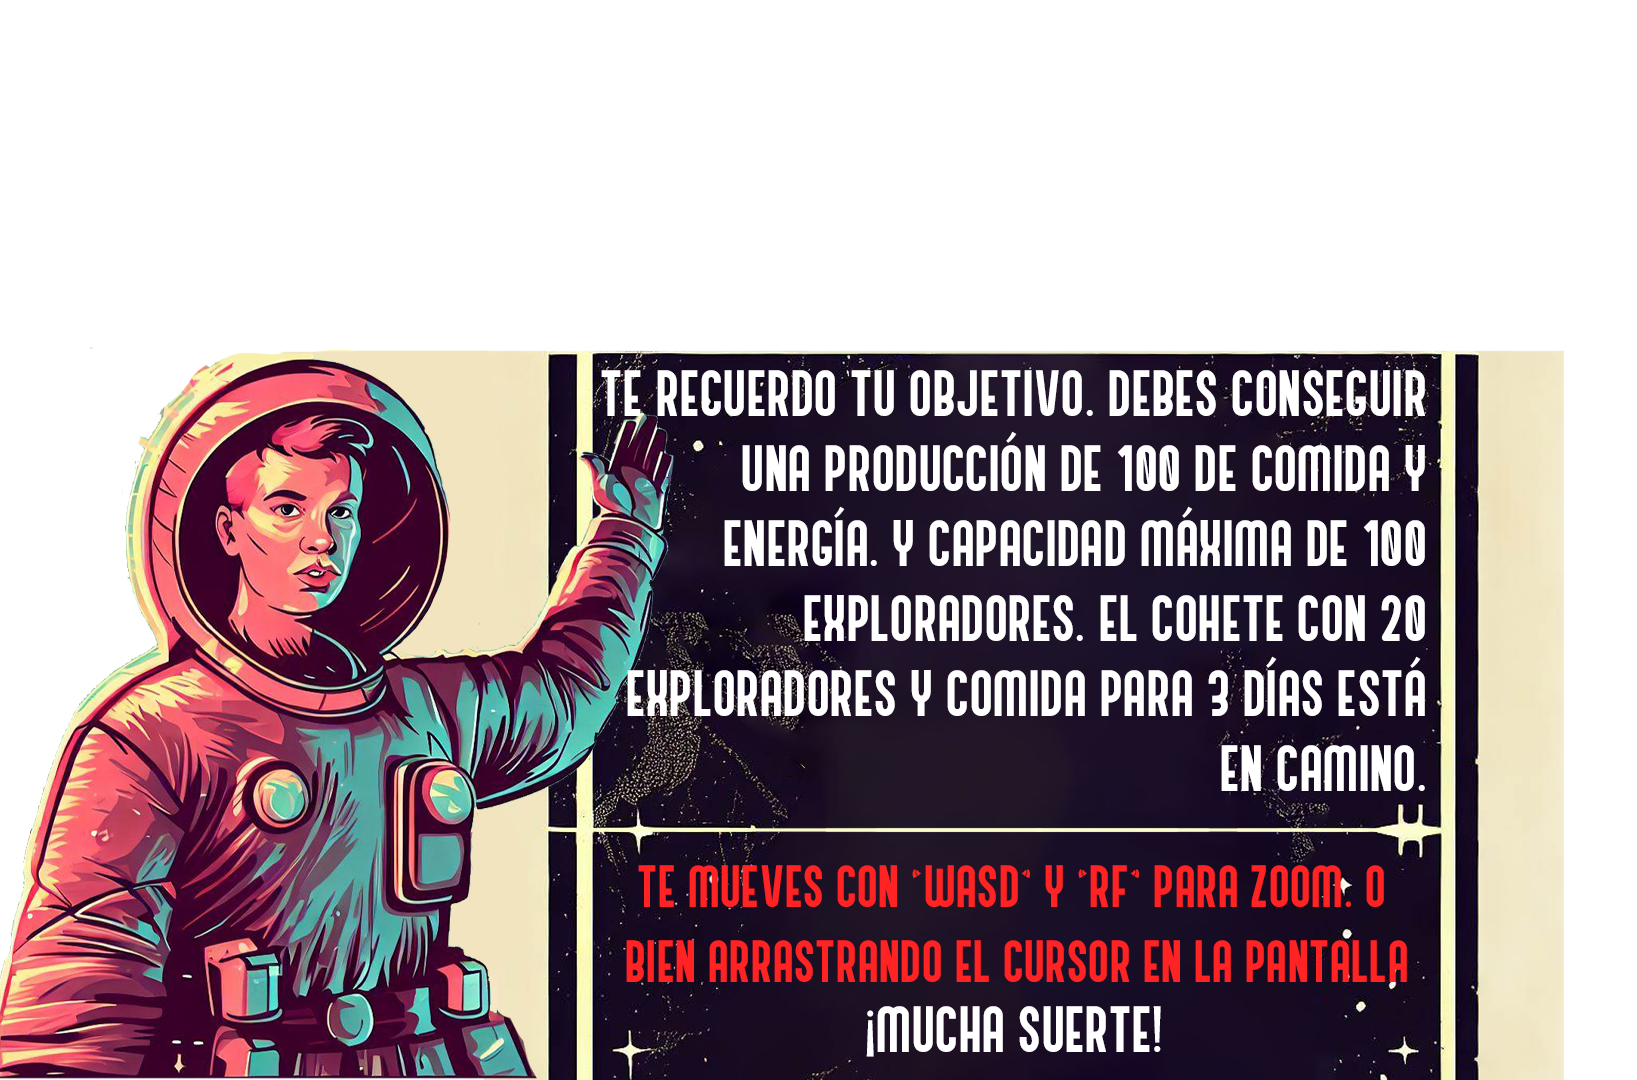 TE RECUERDO TU OBJETIVO. DEBES CONSEGUIR
UNA PRODUCCIÓN DE 100 DE COMIDA Y
ENERGÍA. Y CAPACIDAD MÁXIMA DE 100
EXPLORADORES. EL COHETE CON 20
EXPLORADORES Y COMIDA PARA 3 DÍAS ESTÁ
EN CAMINO.
TE MUEVES CON "WASD" Y "RF" PARA ZOOM. O
BIEN ARRASTRANDO EL CURSOR EN LA PANTALLA
¡MUCHA SUERTE!